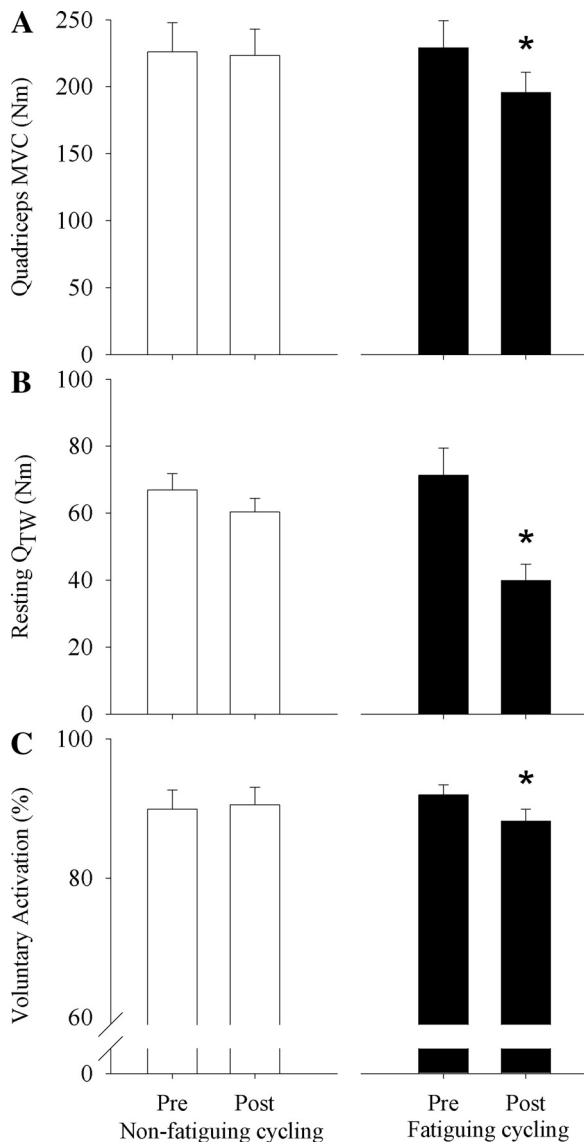 A
Quadriceps MVC (Nm)
250
200
150
100
50
0
*
B
Resting QTW (Nm)
100
80
60
40
20
0
*
C
Voluntary Activation (%)
100
80
60
0
*
Pre Post Pre Post
Non-fatiguing cycling Fatiguing cycling